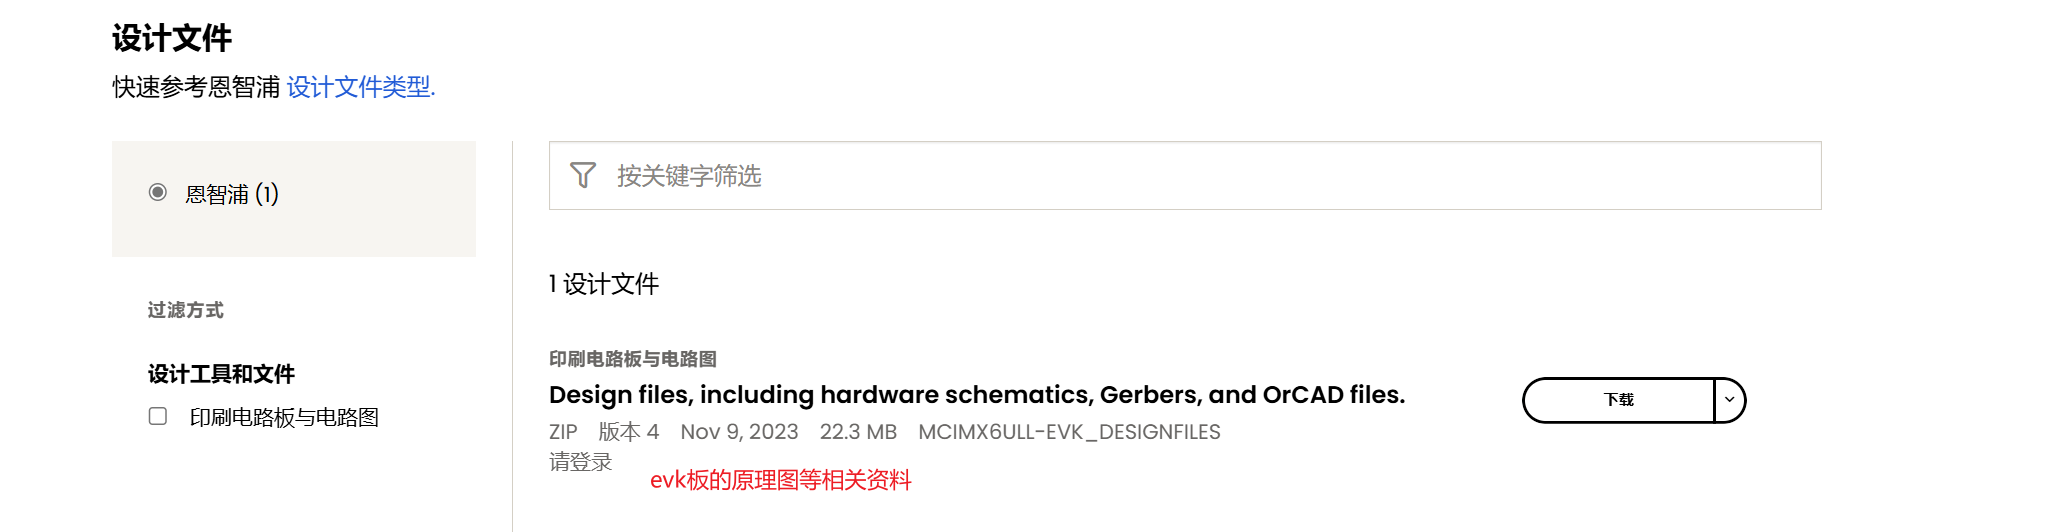 设计文件
快速参考恩智浦 设计文件类型.
恩智浦 (1)
过滤方式
设计工具和文件
印刷电路板与电路图
按关键字筛选
1 设计文件
印刷电路板与电路图
Design files, including hardware schematics, Gerbers, and OrCAD files.
ZIP 版本 4 Nov 9, 2023 22.3 MB MCIMX6ULL-EVK_DESIGNFILES
请登录
evk板的原理图等相关资料
下载